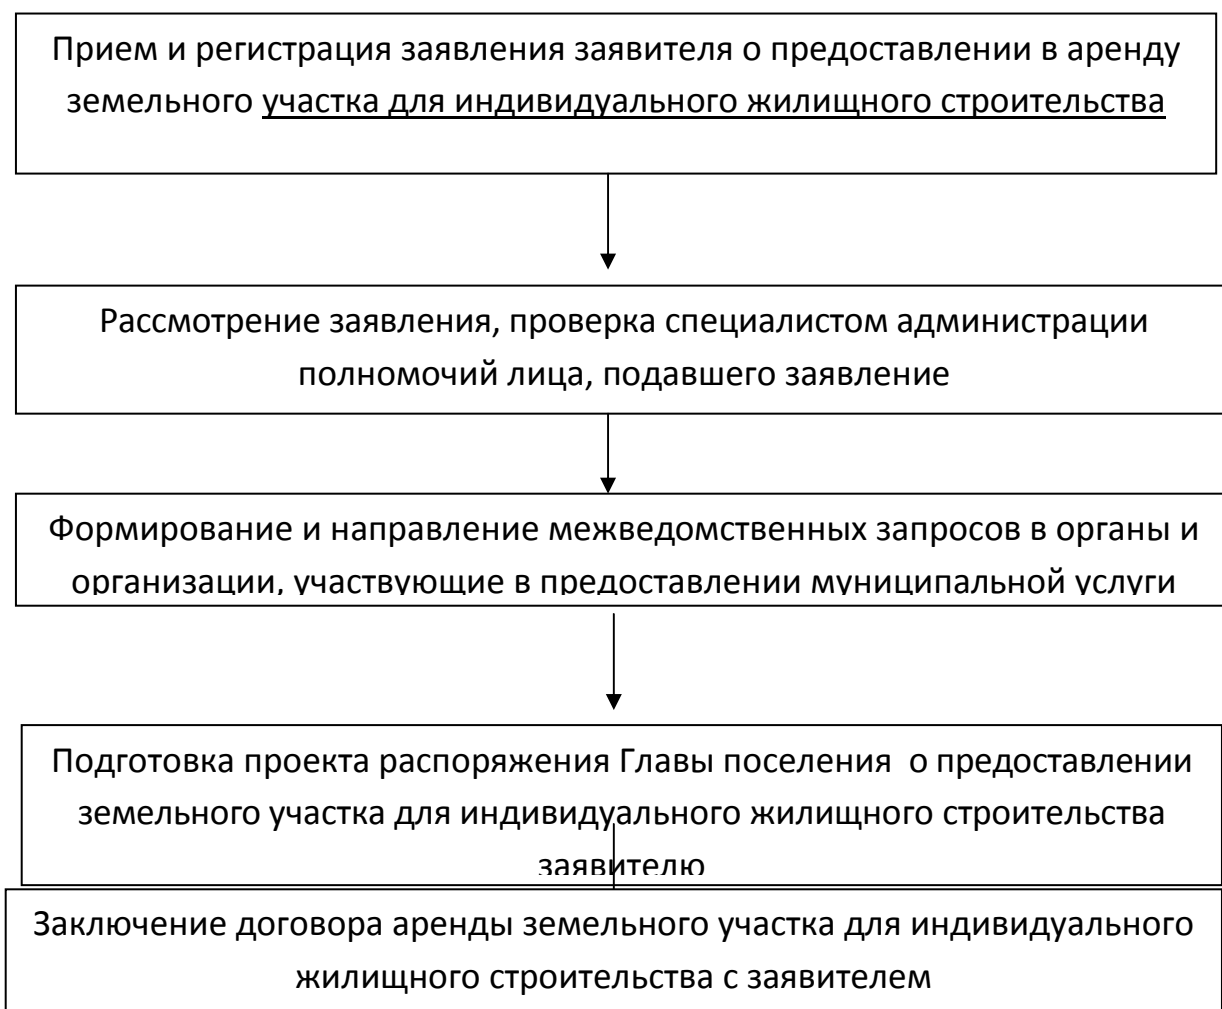 Прием и регистрация заявления заявителя о предоставлении в аренду
земельного участка для индивидуального жилищного строительства
Рассмотрение заявления, проверка специалистом администрации
полномочий лица, подавшего заявление
Формирование и направление межведомственных запросов в органы и
организации, участвующие в предоставлении муниципальной услуги
Подготовка проекта распоряжения Главы поселения о предоставлении
земельного участка для индивидуального жилищного строительства
заявителю
Заключение договора аренды земельного участка для индивидуального
жилищного строительства с заявителем